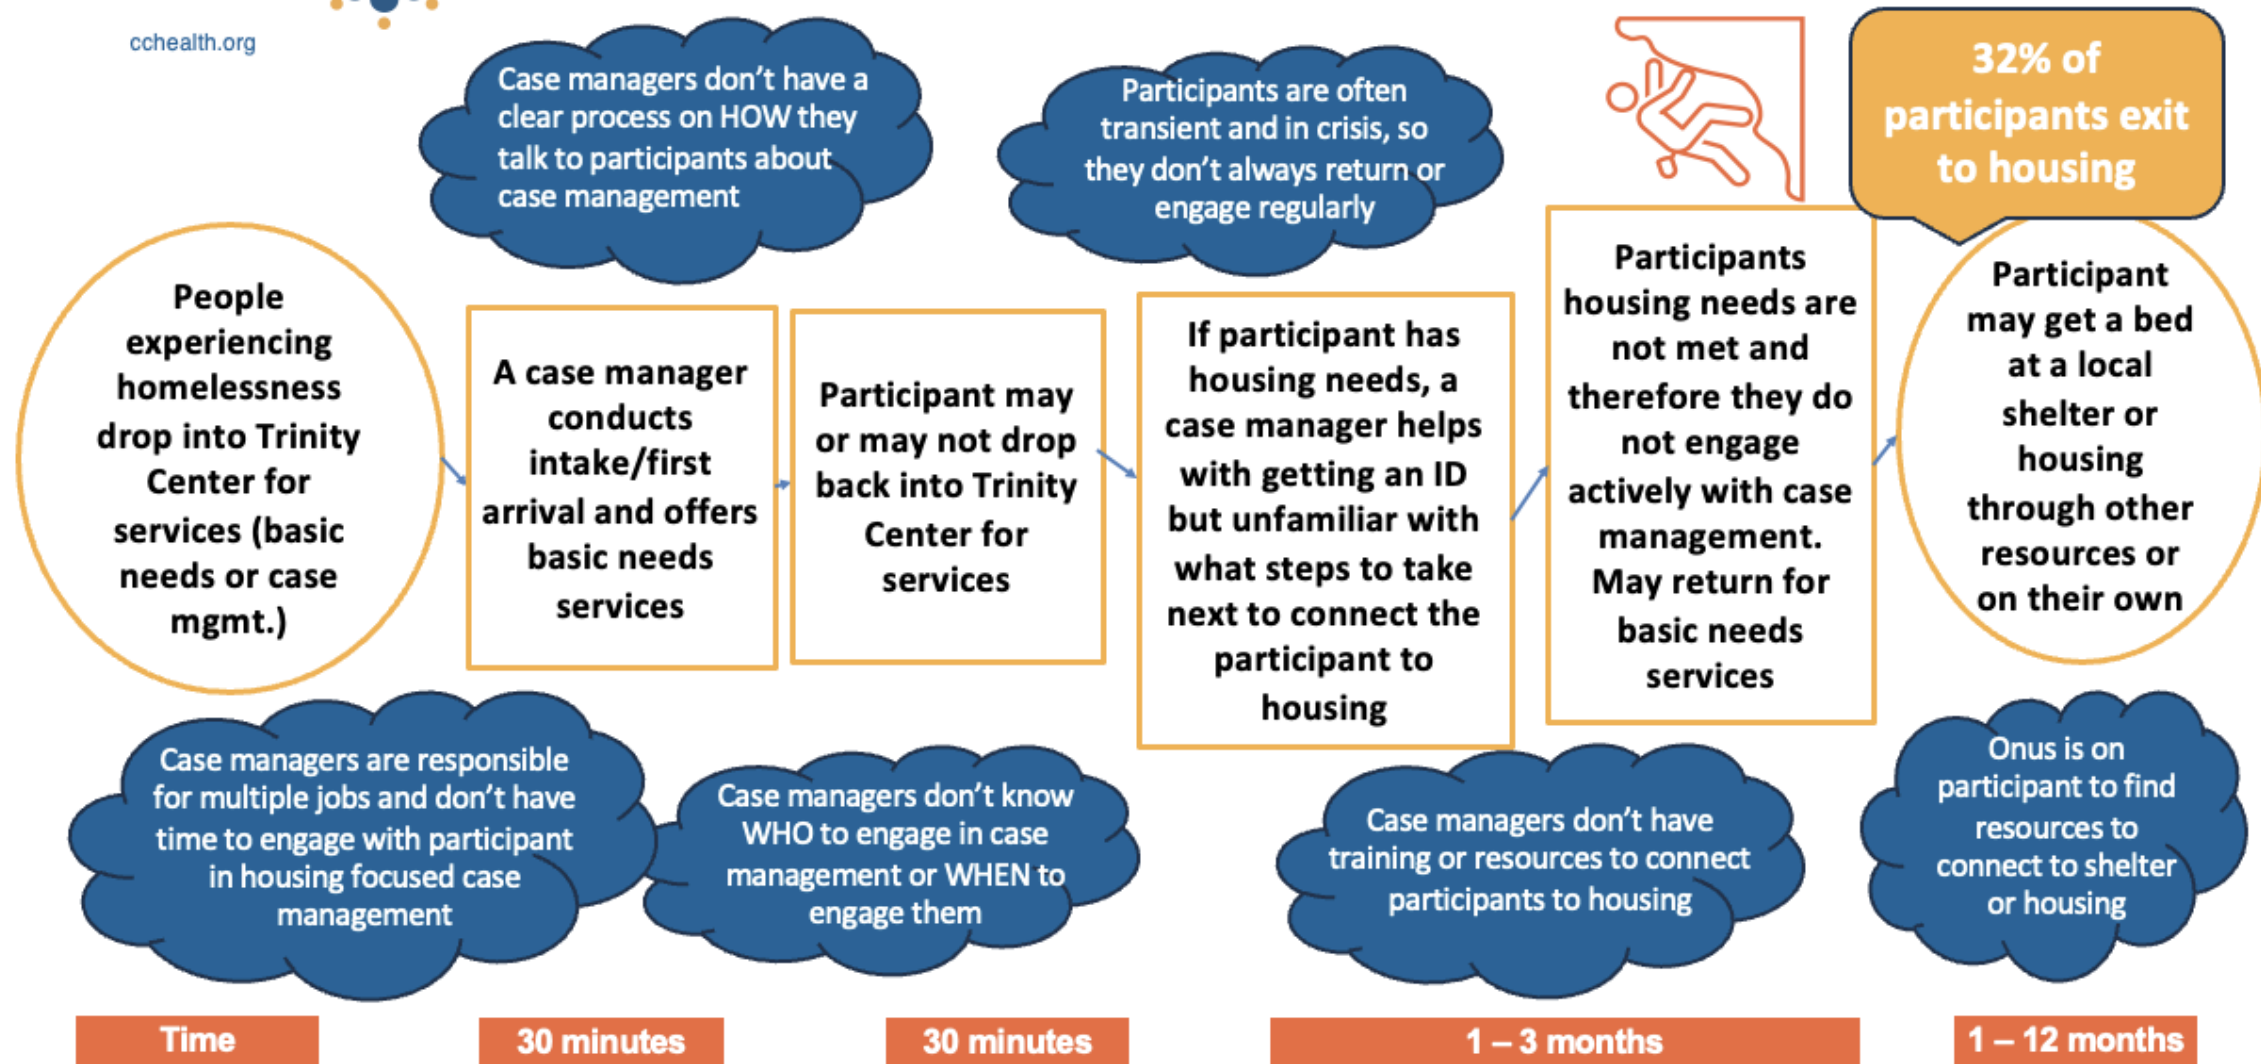 cchealth.org
Case managers don't have a
clear process on HOW they
talk to participants about
case management
Participants are often
transient and in crisis, so
they don't always return or
engage regularly
32% of
participants exit
to housing
People
experiencing
homelessness
drop into Trinity
Center for
services (basic
needs or case
mgmt.)
A case manager
conducts
intake/first
arrival and offers
basic needs
services
Participant may
or may not drop
back into Trinity
Center for
services
If participant has
housing needs, a
case manager helps
with getting an ID
but unfamiliar with
what steps to take
next to connect the
participant to
housing
Participants
housing needs are
not met and
therefore they do
not engage
actively with case
management.
May return for
basic needs
services
Participant
may get a bed
at a local
shelter or
housing
through other
resources or
on their own
Case managers are responsible
for multiple jobs and don't have
time to engage with participant
in housing focused case
management
Case managers don't know
WHO to engage in case
management or WHEN to
engage them
Case managers don't have
training or resources to connect
participants to housing
Onus is on
participant to find
resources to
connect to shelter
or housing
Time
30 minutes
30 minutes
1 – 3 months
1 – 12 months